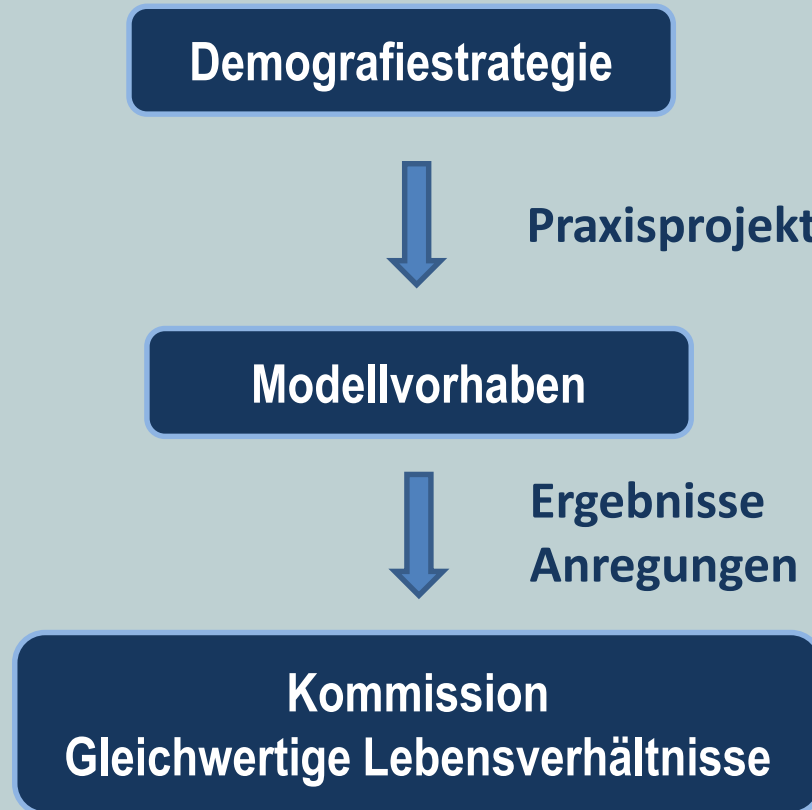 Demografiestrategie
Praxisprojekt
Modellvorhaben
Ergebnisse
Anregungen
Kommission
Gleichwertige Lebensverhältnisse